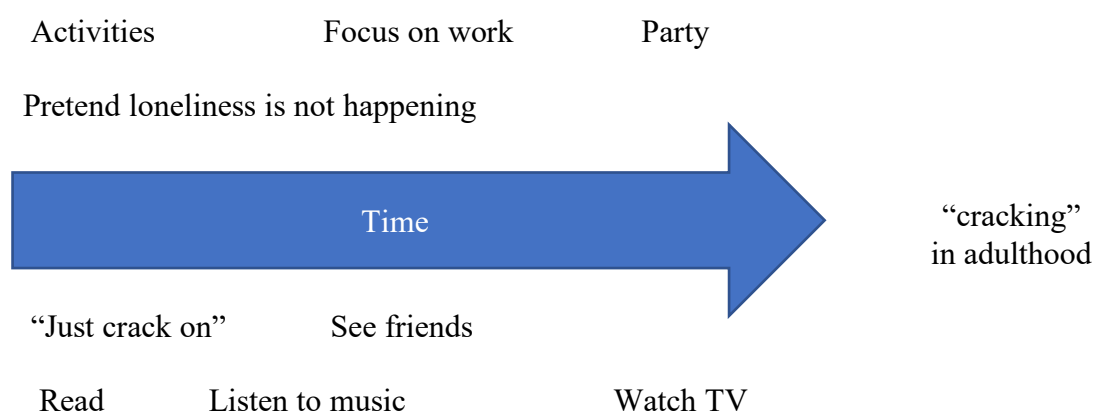 Activities Focus on work Party
Pretend loneliness is not happening
Time
“cracking”
in adulthood
“Just crack on” See friends
Read Listen to music Watch TV